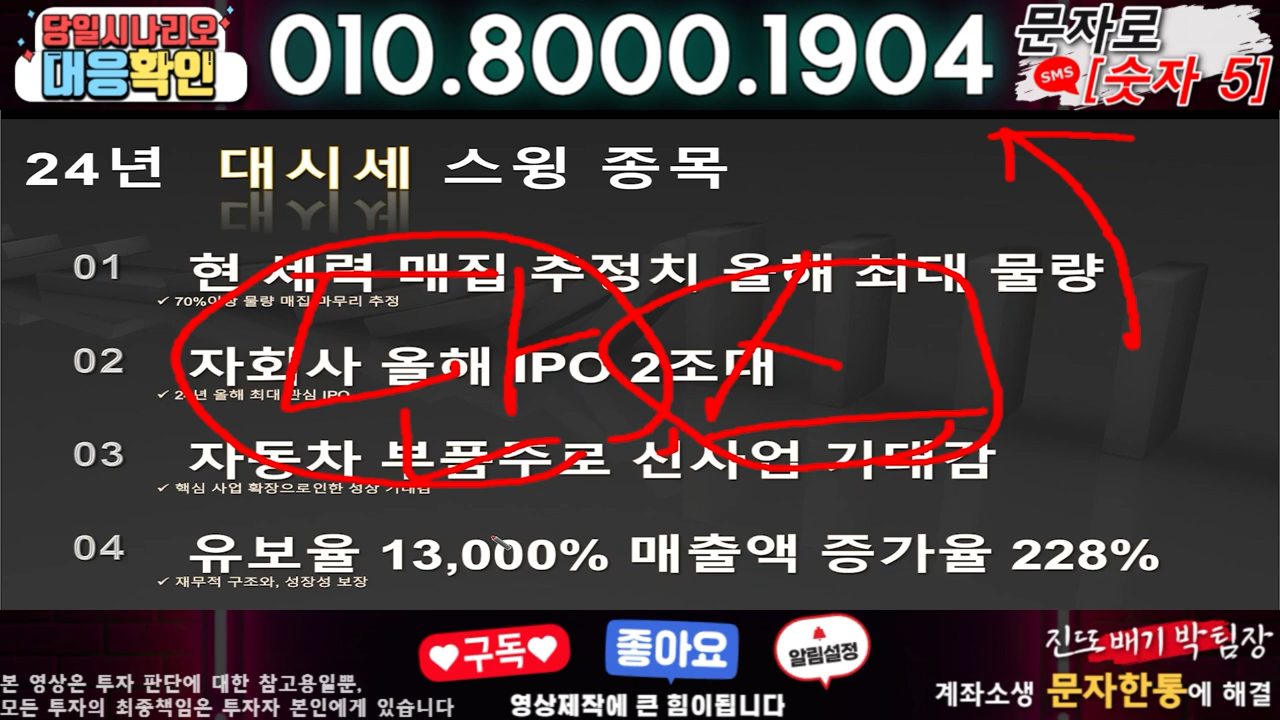 당일시나리오
대응확인
010.8000.1904
문자로
SMS [숫자 5]
24년 대시세 스윙 종목
01 현 세력 매집 추정치 올해 최대 물량
✓ 70%이상 물량 매집 마무리 추정
02 자회사 올해 IPO 2조대
✓ 24년 올해 최대 관심 IPO
03 자동차 부품주로 신사업 기대감
✓ 핵심 사업 확장으로인한 성장 기대감
04 유보율 13,000% 매출액 증가율 228%
✓ 재무적 구조와, 성장성 보장
구독
좋아요
알림설정
영상제작에 큰 힘이됩니다
본 영상은 투자 판단에 대한 참고용일뿐,
모든 투자의 최종책임은 투자자 본인에게 있습니다
진또배기 박팀장
계좌소생 문자한통에 해결